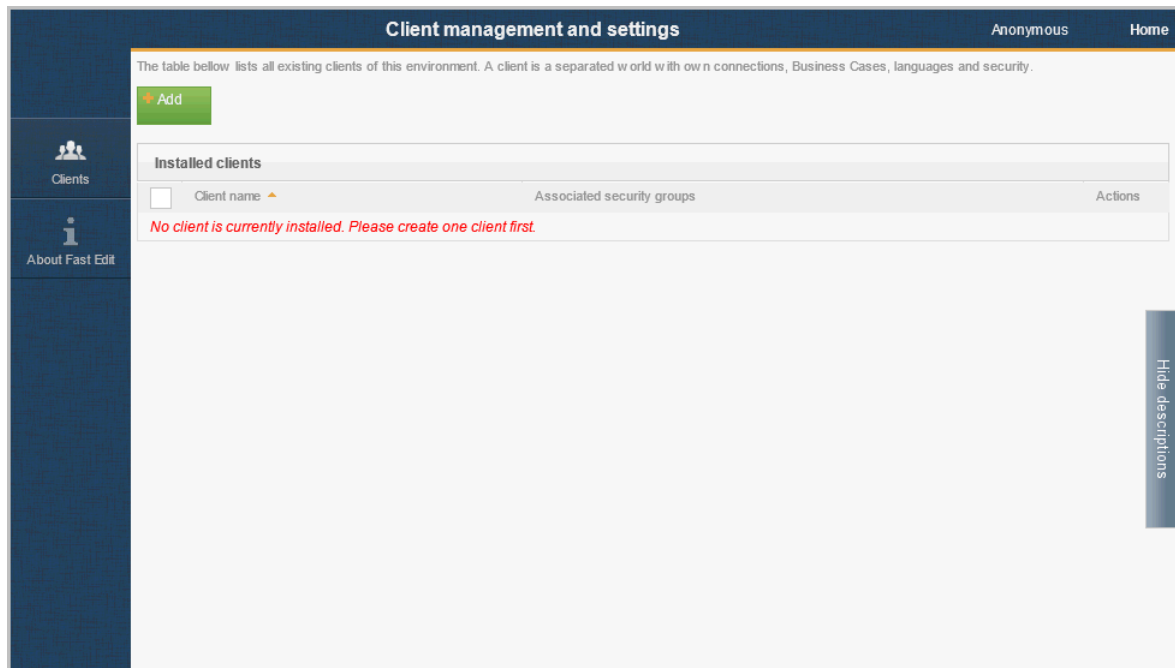 Client management and settings
Anonymous
Home
The table bellow lists all existing clients of this environment. A client is a separated world with own connections, Business Cases, languages and security.
Add
Clients
About Fast Edit
Installed clients
Client name Associated security groups Actions
No client is currently installed. Please create one client first.
Hide descriptions